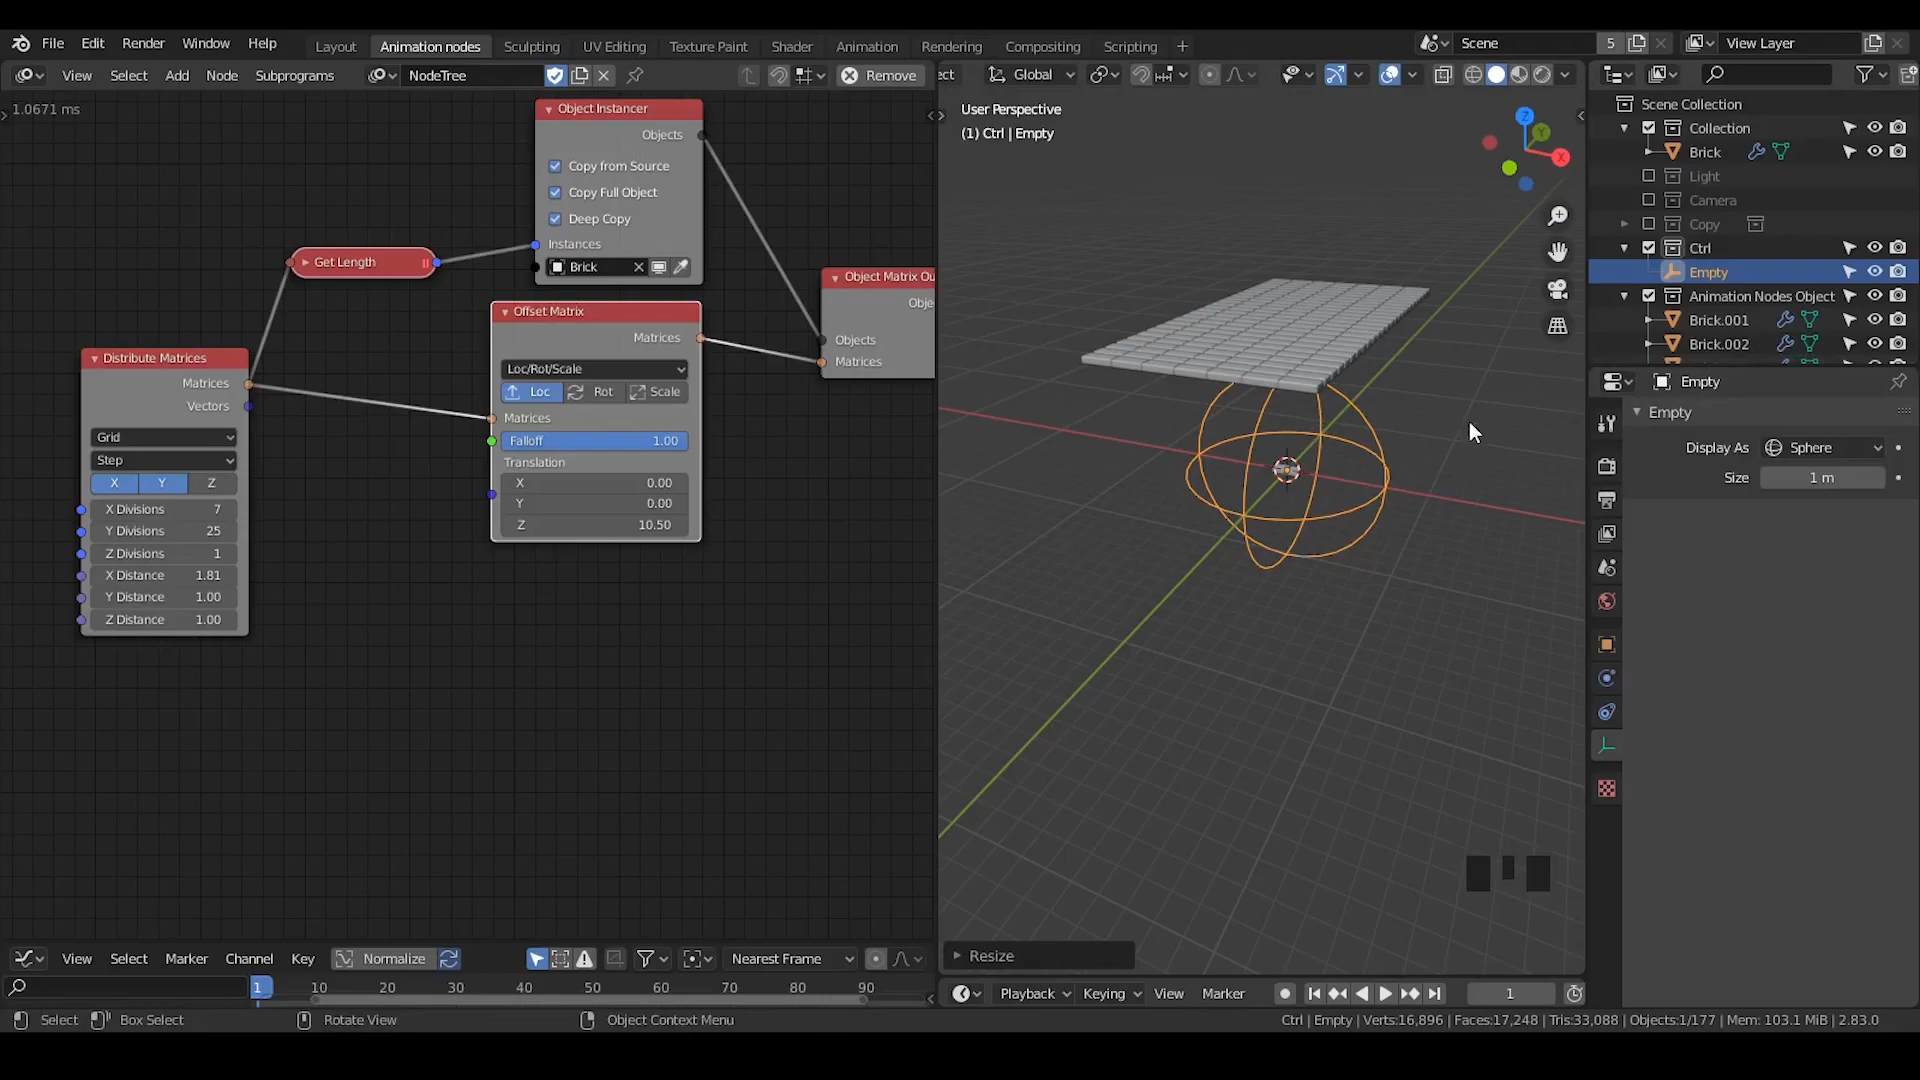 File Edit Render Window Help Layout Animation nodes Sculpting UV Editing Texture Paint Shader Animation Rendering Compositing Scripting Scene 5 View Layer
View Select Add Node Subprograms NodeTree Remove ect Global
1.0671 ms
Object Instancer
Objects
Copy from Source
Copy Full Object
Deep Copy
Instances
Brick
Get Length
Object Matrix Ou
Obje
Objects
Matrices
Offset Matrix
Matrices
Loc/Rot/Scale
Loc Rot Scale
Matrices
Falloff 1.00
Translation
X 0.00
Y 0.00
Z 10.50
Distribute Matrices
Matrices
Vectors
Grid
Step
X Y Z
X Divisions 7
Y Divisions 25
Z Divisions 1
X Distance 1.81
Y Distance 1.00
Z Distance 1.00
User Perspective
(1) Ctrl | Empty
Z
Y
X
Resize
Scene Collection
Collection
Brick
Light
Camera
Copy
Ctrl
Empty
Animation Nodes Object
Brick.001
Brick.002
Empty
Empty
Display As Sphere
Size 1 m
View Select Marker Channel Key Normalize Nearest Frame
1 10 20 30 40 50 60 70 80 90
Playback Keying View Marker 1
Select Box Select Rotate View Object Context Menu
Ctrl | Empty | Verts:16,896 | Faces:17,248 | Tris:33,088 | Objects:1/177 | Mem: 103.1 MiB | 2.83.0